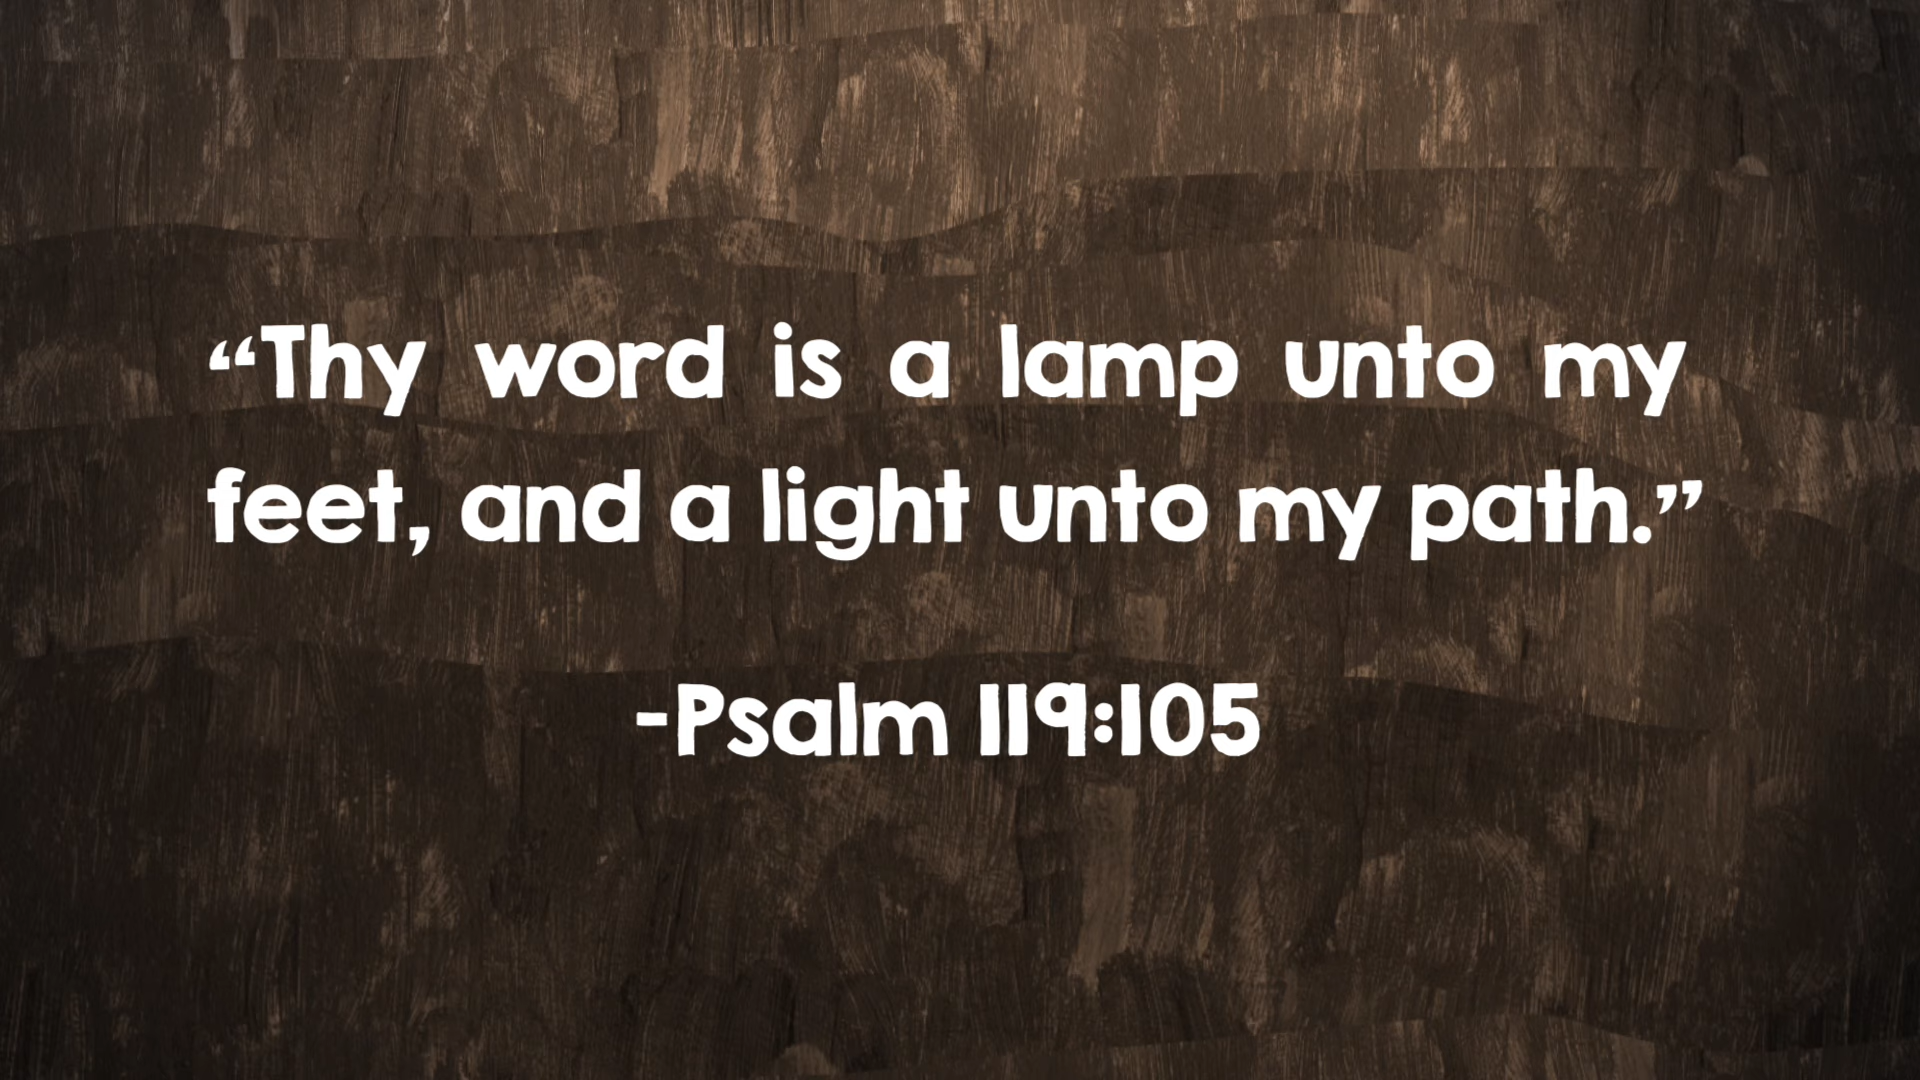 “Thy word is a lamp unto my
feet, and a light unto my path.”
-Psalm 119:105